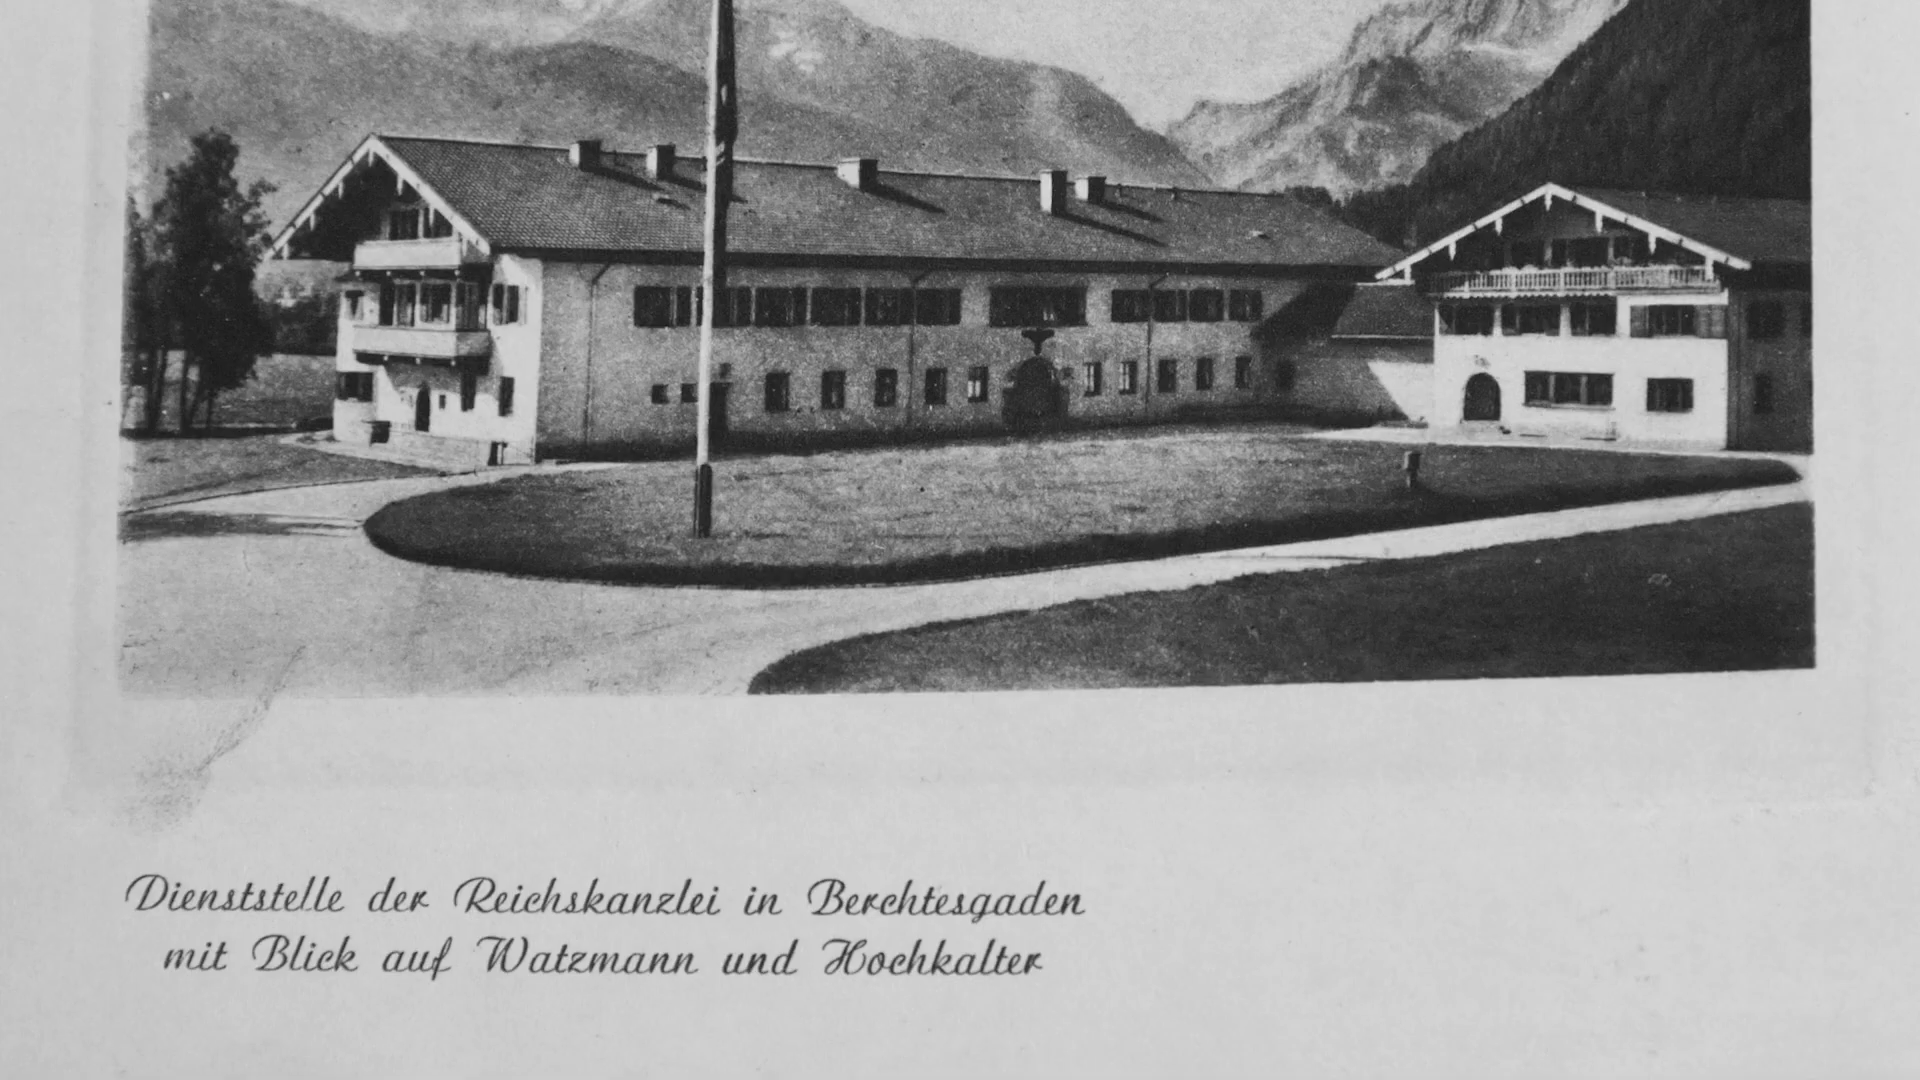 Dienststelle der Reichskanzlei in Berchtesgaden
mit Blick auf Watzmann und Hochkalter